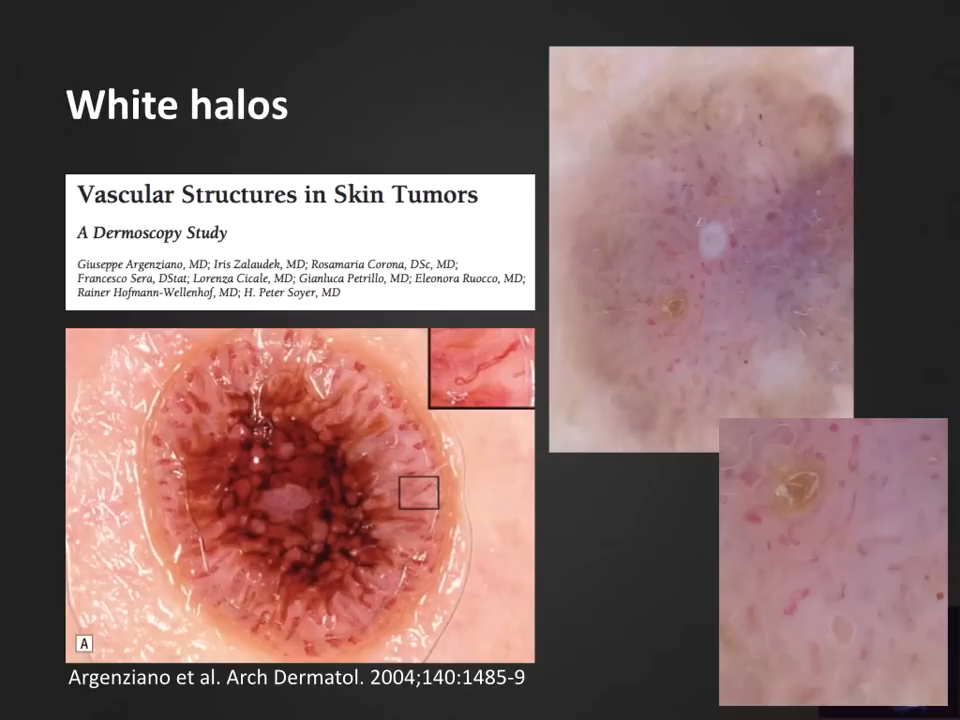 White halos
Vascular Structures in Skin Tumors
A Dermoscopy Study
Giuseppe Argenziano, MD; Iris Zalaudek, MD; Rosamaria Corona, DSc, MD;
Francesco Sera, DStat; Lorenza Cicale, MD; Gianluca Petrillo, MD; Eleonora Ruocco, MD;
Rainer Hofmann-Wellenhof, MD; H. Peter Soyer, MD
A
Argenziano et al. Arch Dermatol. 2004;140:1485-9